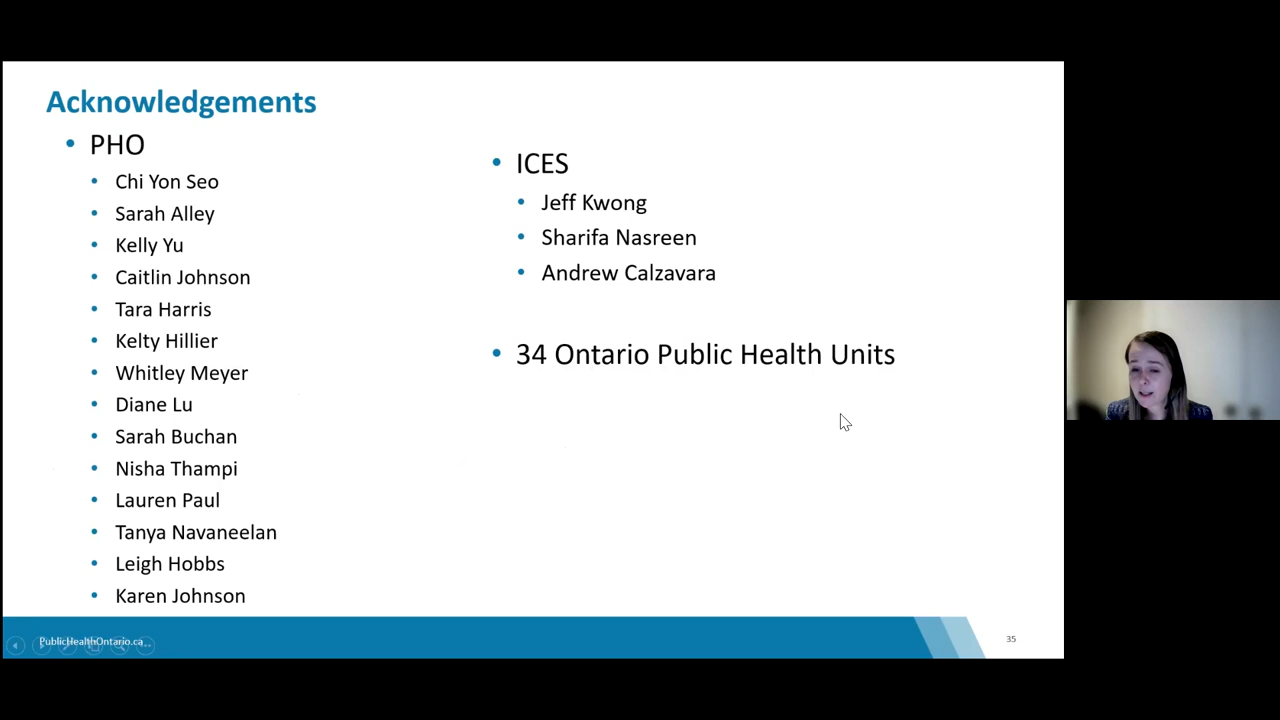 Acknowledgements
• PHO
• Chi Yon Seo
• Sarah Alley
• Kelly Yu
• Caitlin Johnson
• Tara Harris
• Kelty Hillier
• Whitley Meyer
• Diane Lu
• Sarah Buchan
• Nisha Thampi
• Lauren Paul
• Tanya Navaneelan
• Leigh Hobbs
• Karen Johnson
• ICES
• Jeff Kwong
• Sharifa Nasreen
• Andrew Calzavara
• 34 Ontario Public Health Units
PublicHealthOntario.ca
35